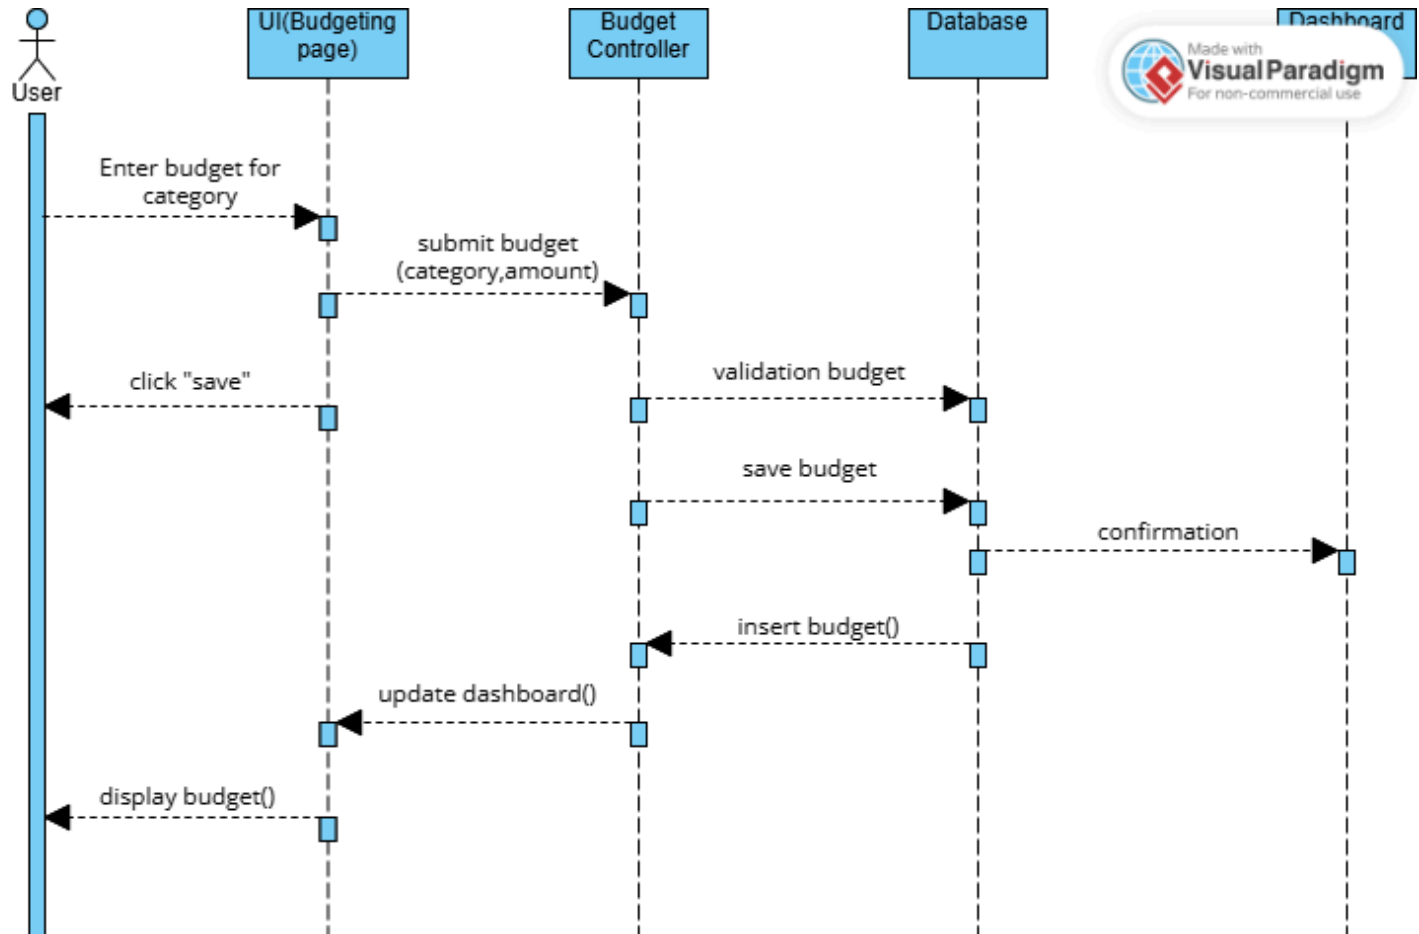 User
UI(Budgeting
page)
Budget
Controller
Database
Dashboard
Made with
Visual Paradigm
For non-commercial use
Enter budget for
category
submit budget
(category,amount)
click "save"
validation budget
save budget
confirmation
insert budget()
update dashboard()
display budget()